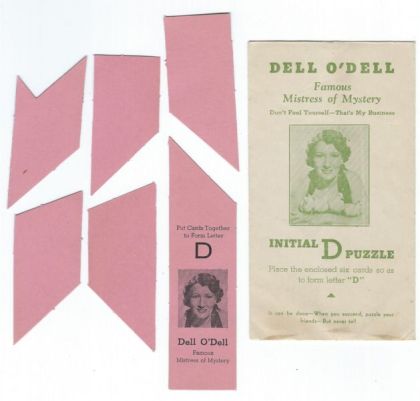 Put Cards Together
to Form Letter
D
Dell O'Dell
Famous
Mistress of Mystery
DELL O'DELL
Famous
Mistress of Mystery
Don't Fool Yourself—That's My Business
INITIAL D PUZZLE
Place the enclosed six cards so as
to form letter "D"
It can be done—When you succeed, puzzle your
friends—But never tell